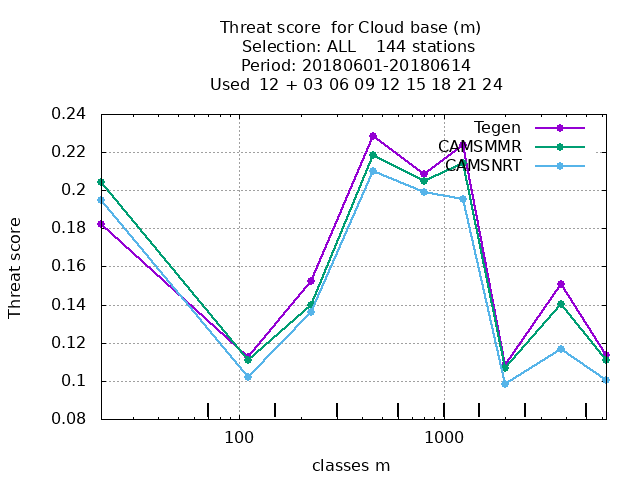 Threat score  for Cloud base (m)
Selection: ALL    144 stations
Period: 20180601-20180614
Used  12 + 03 06 09 12 15 18 21 24
0.24
0.22
0.2
0.18
0.16
0.14
0.12
0.1
0.08
Threat score
Tegen
CAMSMMR
CAMSNRT
100
1000
classes m